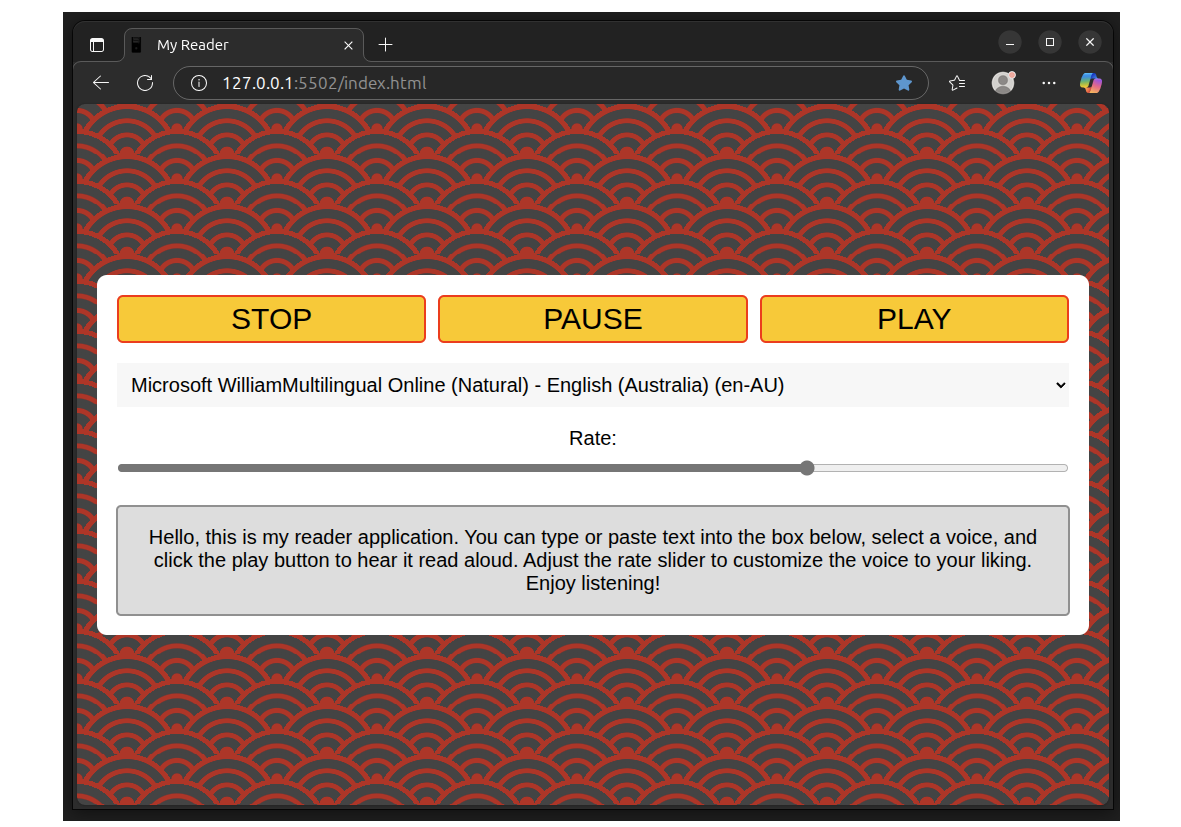 My Reader
127.0.0.1:5502/index.html
STOP
PAUSE
PLAY
Microsoft WilliamMultilingual Online (Natural) - English (Australia) (en-AU)
Rate:
Hello, this is my reader application. You can type or paste text into the box below, select a voice, and
click the play button to hear it read aloud. Adjust the rate slider to customize the voice to your liking.
Enjoy listening!